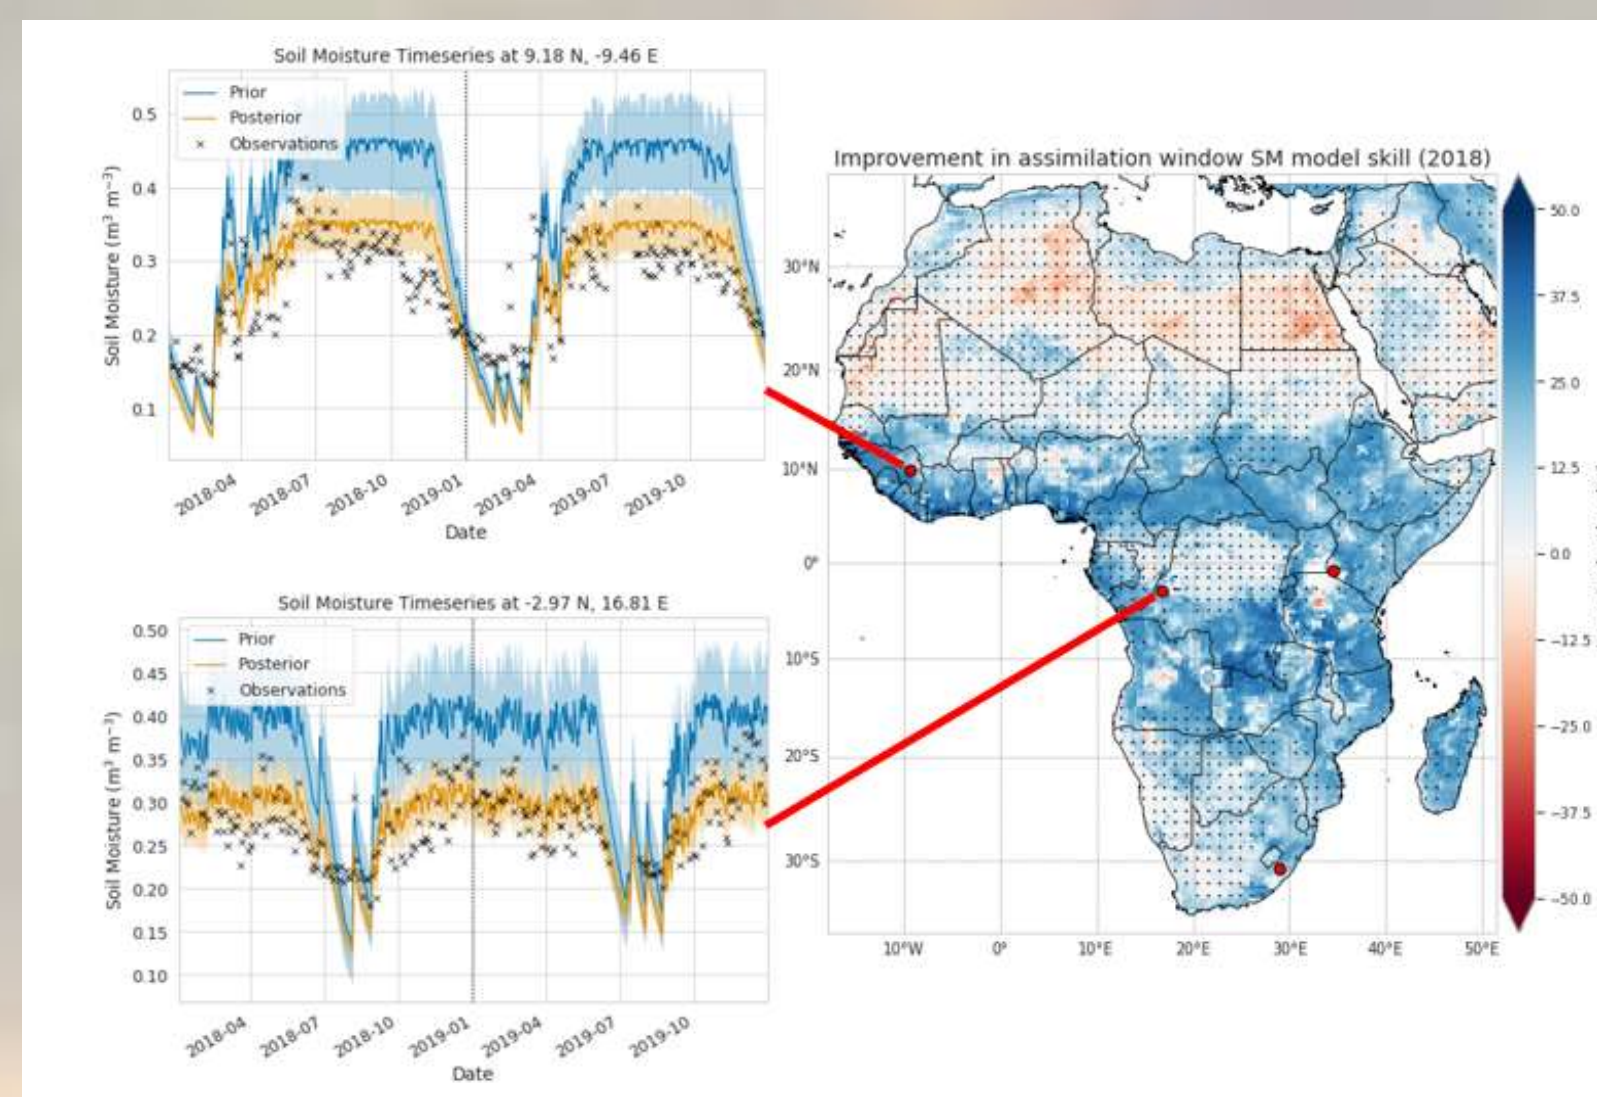 Soil Moisture Timeseries at 9.18 N, -9.46 E
Prior
Posterior
Observations
Soil Moisture (m³ m⁻³)
0.5
0.4
0.3
0.2
0.1
2018-04
2018-07
2018-10
2019-01
2019-04
2019-07
2019-10
Date
Soil Moisture Timeseries at -2.97 N, 16.81 E
Prior
Posterior
Observations
Soil Moisture (m³ m⁻³)
0.50
0.45
0.40
0.35
0.30
0.25
0.20
0.15
0.10
2018-04
2018-07
2018-10
2019-01
2019-04
2019-07
2019-10
Date
Improvement in assimilation window SM model skill (2018)
30°N
20°N
10°N
0°
10°S
20°S
30°S
10°W
0°
10°E
20°E
30°E
40°E
50°E
50.0
37.5
25.0
12.5
0.0
−12.5
−25.0
−37.5
−50.0